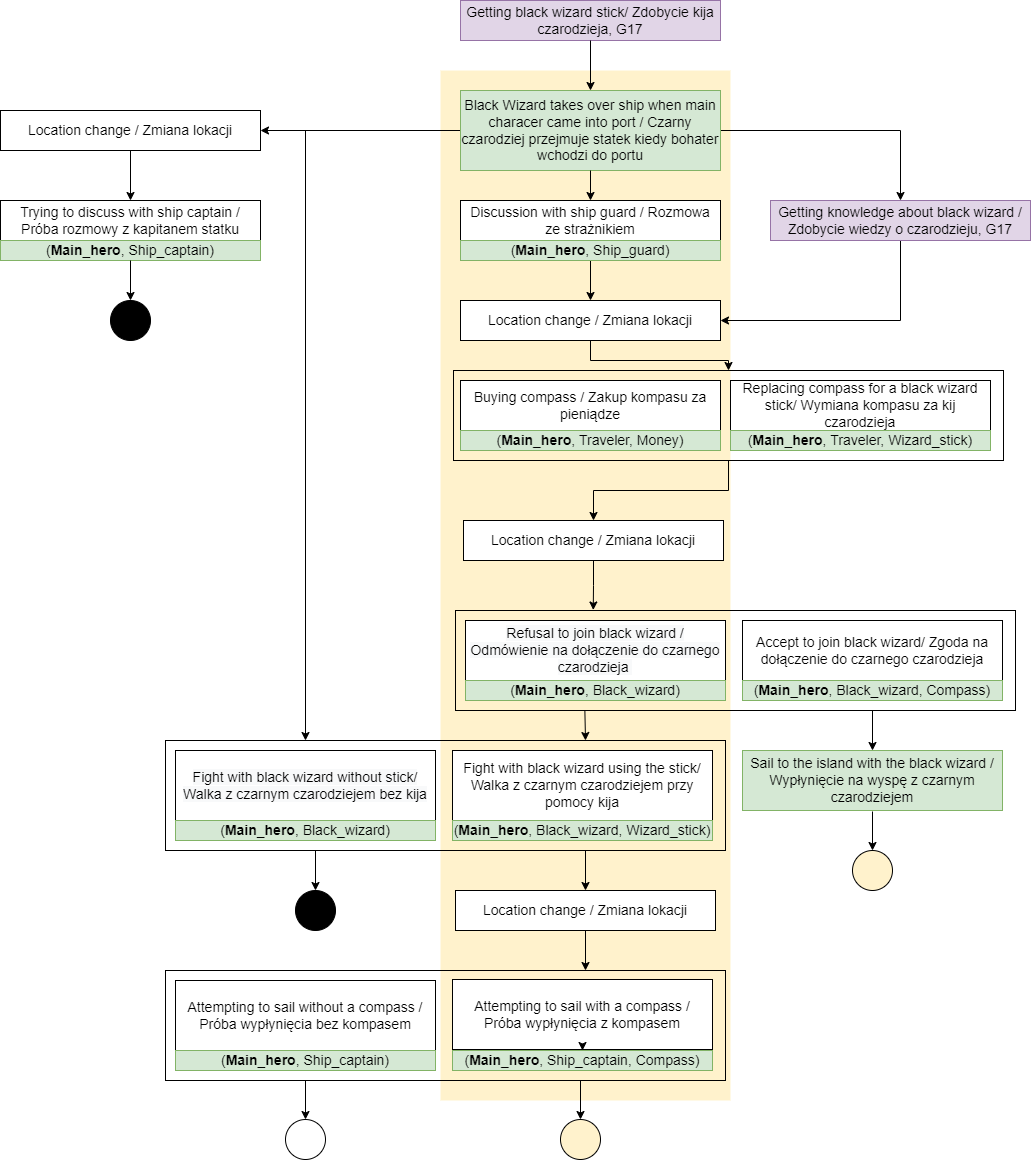 Getting black wizard stick/ Zdobycie kija
czarodzieja, G17
Black Wizard takes over ship when main
characer came into port / Czarny
czarodziej przejmuje statek kiedy bohater
wchodzi do portu
Location change / Zmiana lokacji
Trying to discuss with ship captain /
Próba rozmowy z kapitanem statku
(Main_hero, Ship_captain)
Discussion with ship guard / Rozmowa
ze strażnikiem
(Main_hero, Ship_guard)
Getting knowledge about black wizard /
Zdobycie wiedzy o czarodzieju, G17
Location change / Zmiana lokacji
Buying compass / Zakup kompasu za
pieniądze
(Main_hero, Traveler, Money)
Replacing compass for a black wizard
stick/ Wymiana kompasu za kij
czarodzieja
(Main_hero, Traveler, Wizard_stick)
Location change / Zmiana lokacji
Refusal to join black wizard /
Odmówienie na dołączenie do czarnego
czarodzieja
(Main_hero, Black_wizard)
Accept to join black wizard/ Zgoda na
dołączenie do czarnego czarodzieja
(Main_hero, Black_wizard, Compass)
Fight with black wizard without stick/
Walka z czarnym czarodziejem bez kija
(Main_hero, Black_wizard)
Fight with black wizard using the stick/
Walka z czarnym czarodziejem przy
pomocy kija
(Main_hero, Black_wizard, Wizard_stick)
Sail to the island with the black wizard /
Wypłynięcie na wyspę z czarnym
czarodziejem
Location change / Zmiana lokacji
Attempting to sail without a compass /
Próba wypłynięcia bez kompasem
(Main_hero, Ship_captain)
Attempting to sail with a compass /
Próba wypłynięcia z kompasem
(Main_hero, Ship_captain, Compass)